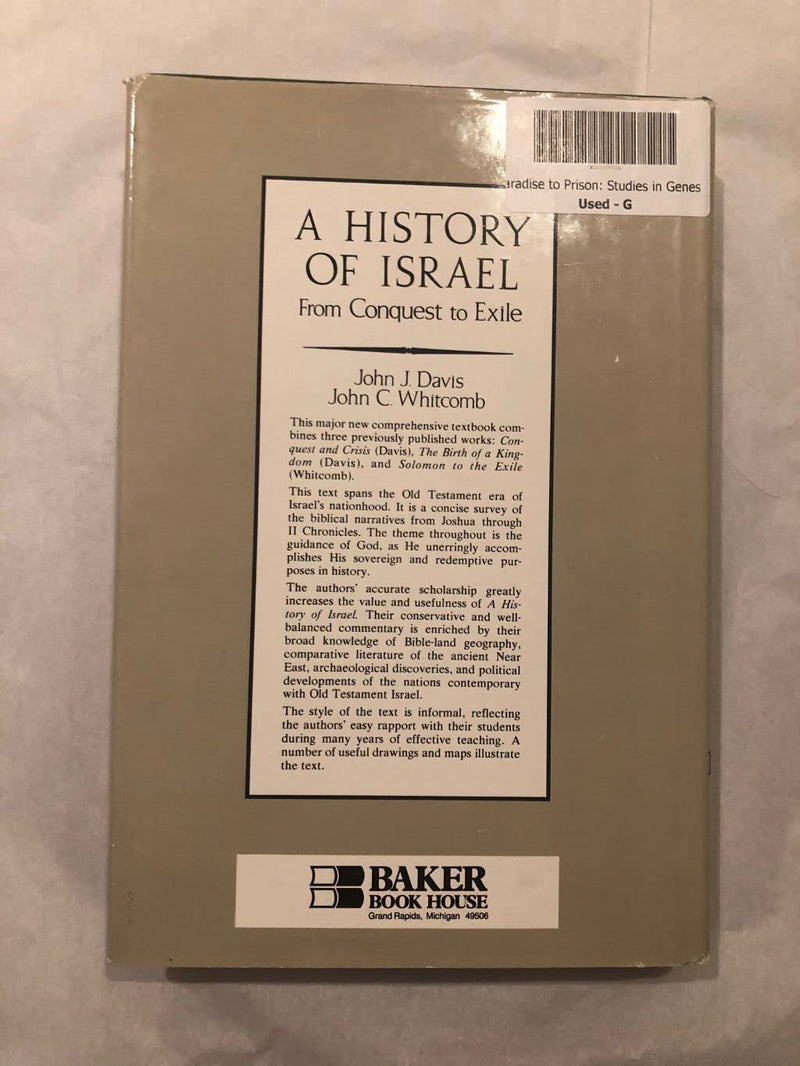 Paradise to Prison: Studies in Genes
Used - G
A HISTORY
OF ISRAEL
From Conquest to Exile
John J. Davis
John C. Whitcomb
This major new comprehensive textbook com-
bines three previously published works: Con-
quest and Crisis (Davis), The Birth of a King-
dom (Davis), and Solomon to the Exile
(Whitcomb).
This text spans the Old Testament era of
Israel's nationhood. It is a concise survey of
the biblical narratives from Joshua through
II Chronicles. The theme throughout is the
guidance of God, as He unerringly accom-
plishes His sovereign and redemptive pur-
poses in history.
The authors' accurate scholarship greatly
increases the value and usefulness of A His-
tory of Israel. Their conservative and well-
balanced commentary is enriched by their
broad knowledge of Bible-land geography,
comparative literature of the ancient Near
East, archaeological discoveries, and political
developments of the nations contemporary
with Old Testament Israel.
The style of the text is informal, reflecting
the authors' easy rapport with their students
during many years of effective teaching. A
number of useful drawings and maps illustrate
the text.
BAKER
BOOK HOUSE
Grand Rapids, Michigan 49506